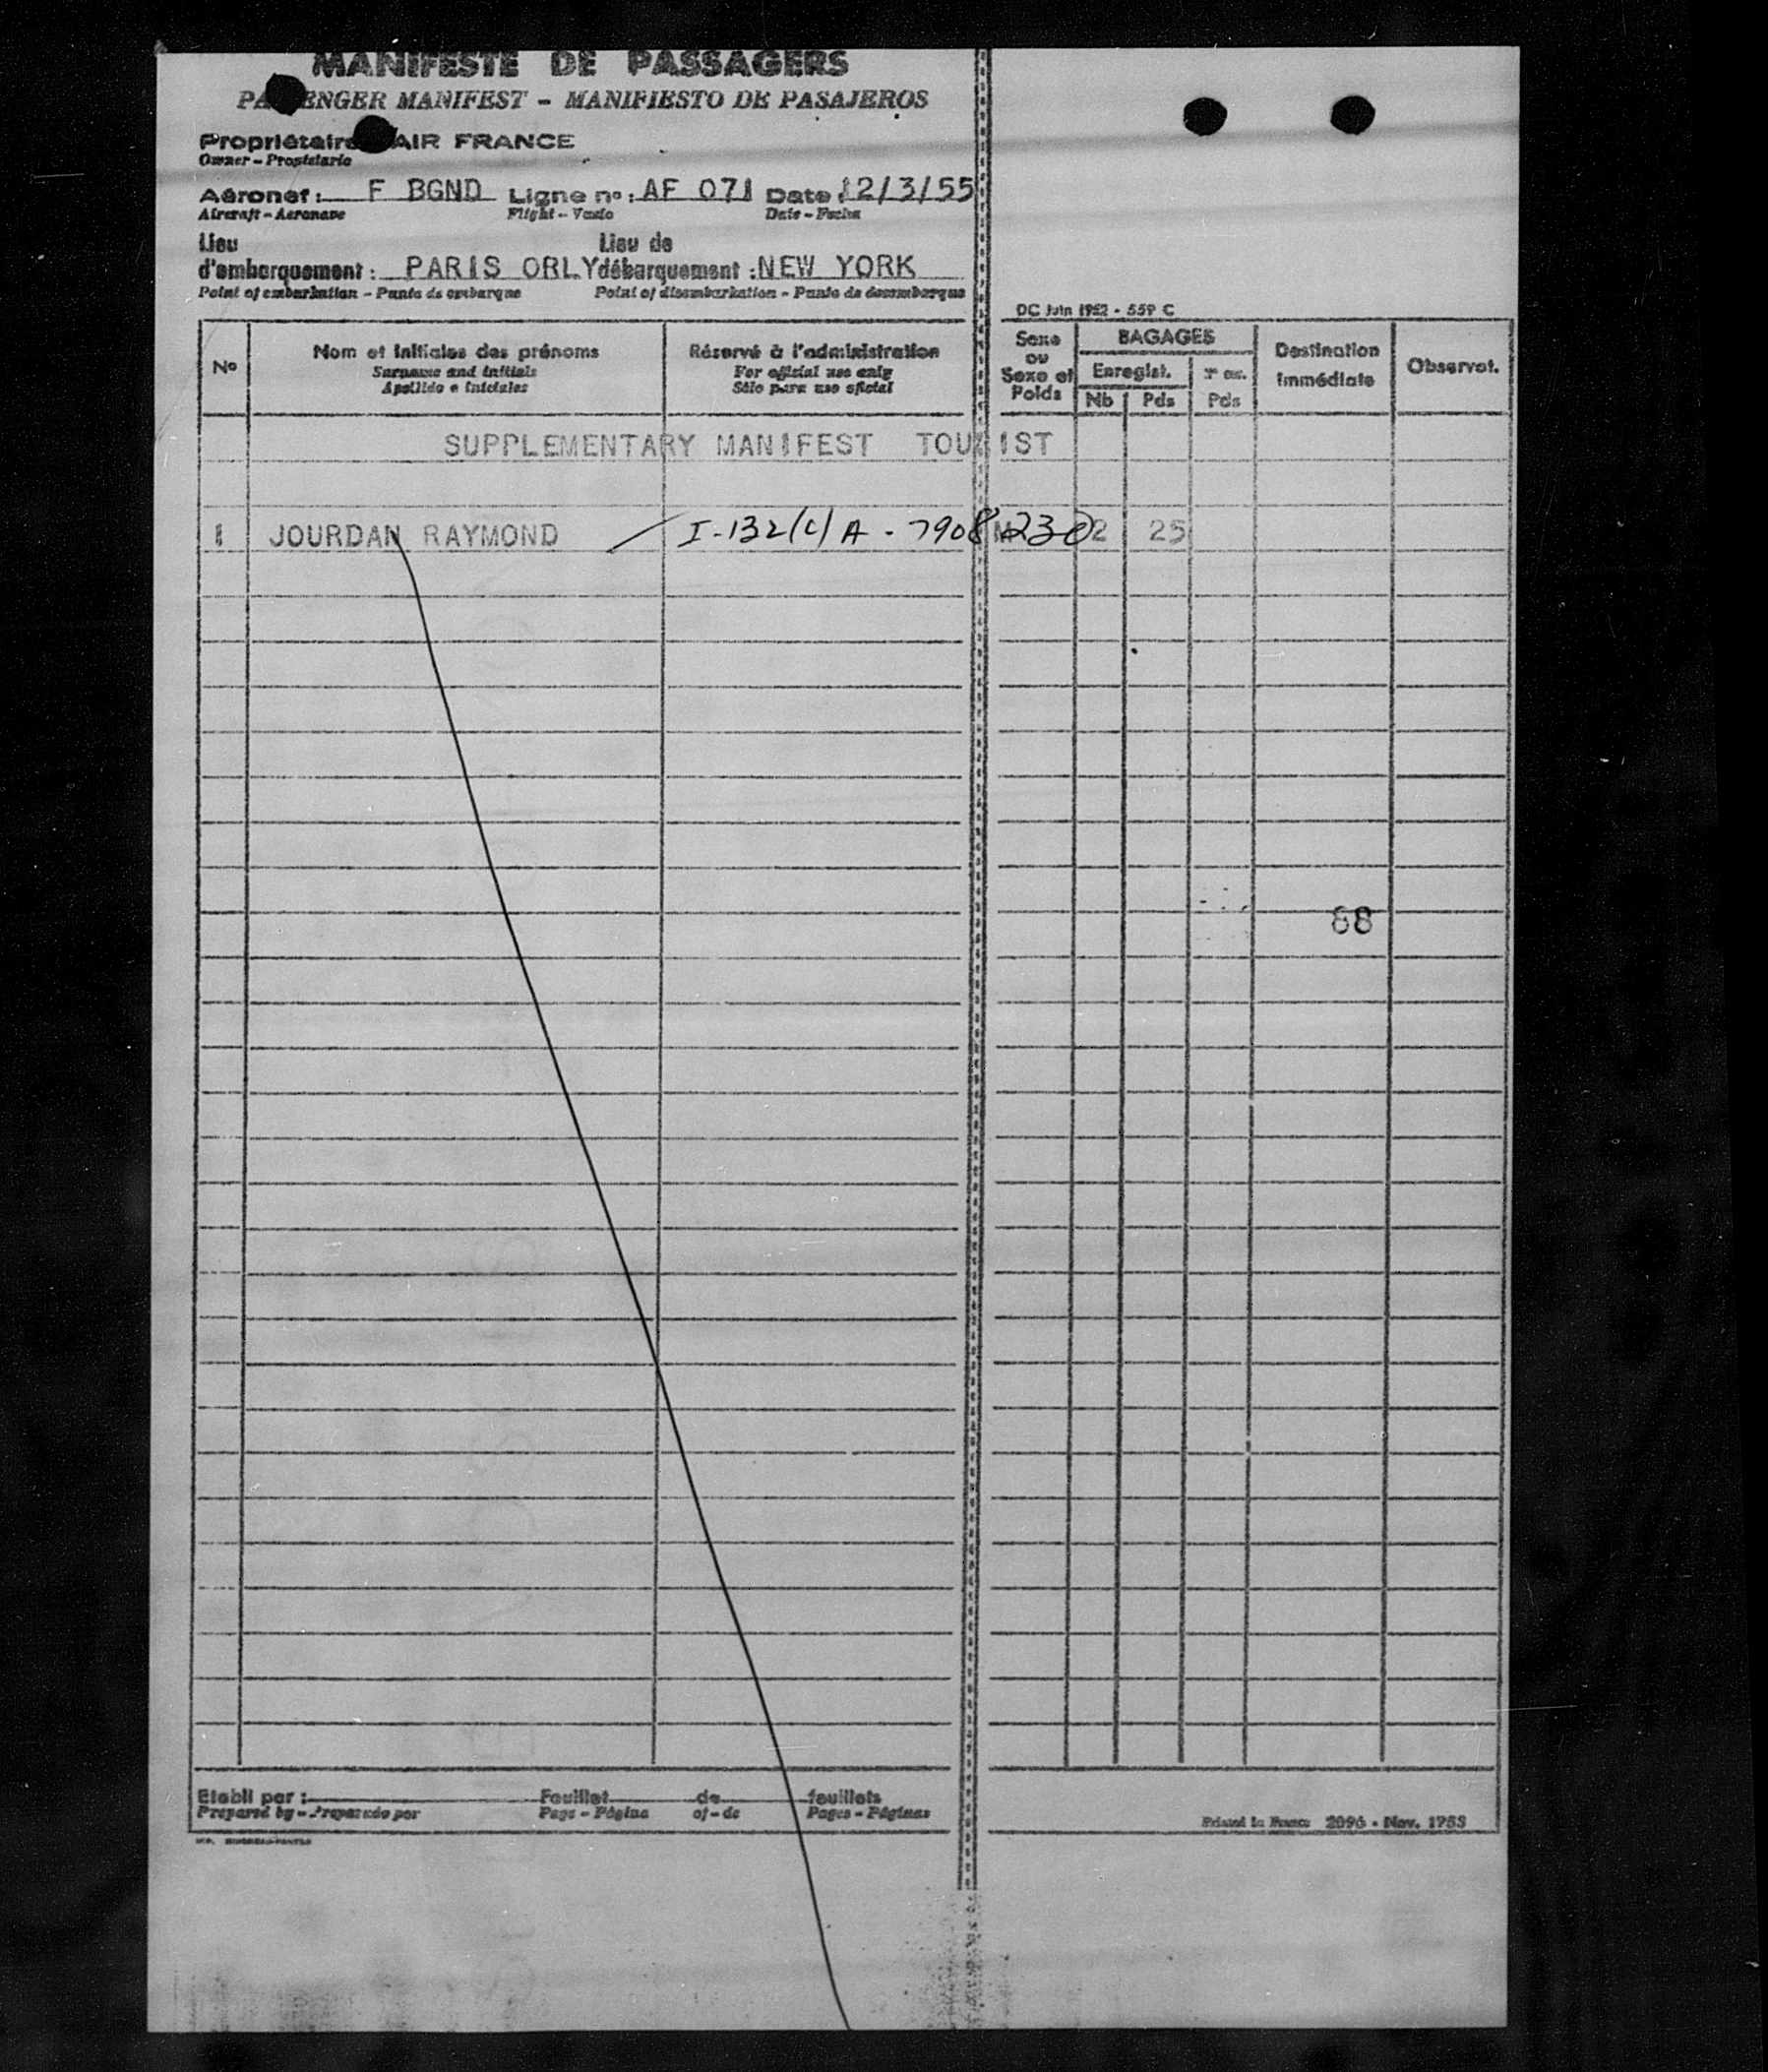 MANIFESTE DE PASSAGERS
PASSENGER MANIFEST - MANIFIESTO DE PASAJEROS
Propriétaire AIR FRANCE
Owner - Propietario
Aéronef: F BGND Ligne no: AF 071 Date: 12/3/55
Aircraft - Aeronave Flight - Date - Fecha
Lieu Lieu de
d'embarquement: PARIS ORLY débarquement: NEW YORK
Point of embarkation - Punto de embarque Point of disembarkation - Punto de desembarque
DC Juin 1952 - 559 C
No
Nom et initiales des prénoms
Surname and initials
Apellido e iniciales
Réservé à l'administration
For official use only
Sólo para uso oficial
Sexe
ou
Sexe et
Poids
BAGAGES
Enregist.
Nb Pds Pds
Destination
immédiate
Observat.
SUPPLEMENTARY MANIFEST TOURIST
1 JOURDAN RAYMOND I-132(c) A - 7908 230 M 2 25
88
Etabli par: Feuillet de feuillets
Prepared by - Preparado por Page - Página of - de Pages - Páginas
Printed in France 2096 - Nov. 1953